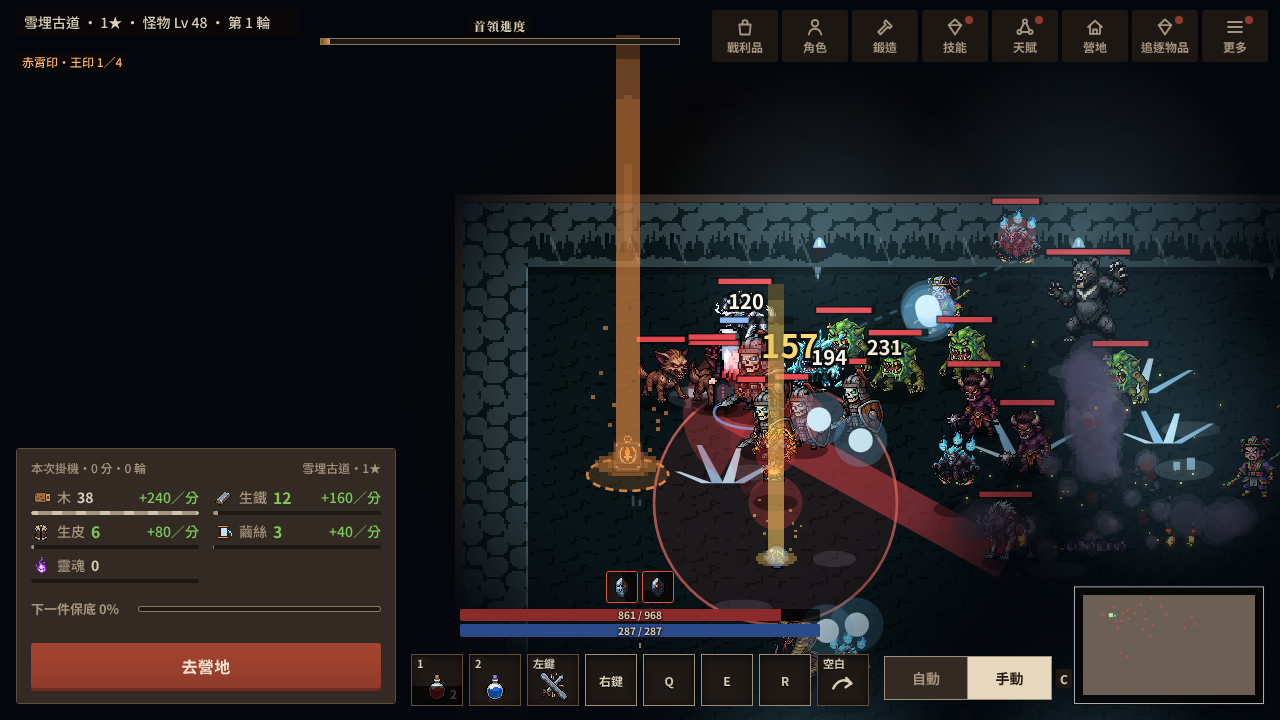 雪埋古道 ・ 1★ ・ 怪物 Lv 48 ・ 第 1 輪
首領進度
戰利品
角色
鍛造
技能
天賦
營地
追逐物品
更多
赤霄印・王印 1／4
120
157
194
231
本次掛機・0 分・0 輪
雪埋古道・1★
木 38 +240／分
生鐵 12 +160／分
生皮 6 +80／分
繭絲 3 +40／分
靈魂 0
下一件保底 0%
去營地
861 / 968
287 / 287
1
2
2
左鍵
右鍵
Q
E
R
空白
自動
手動
C